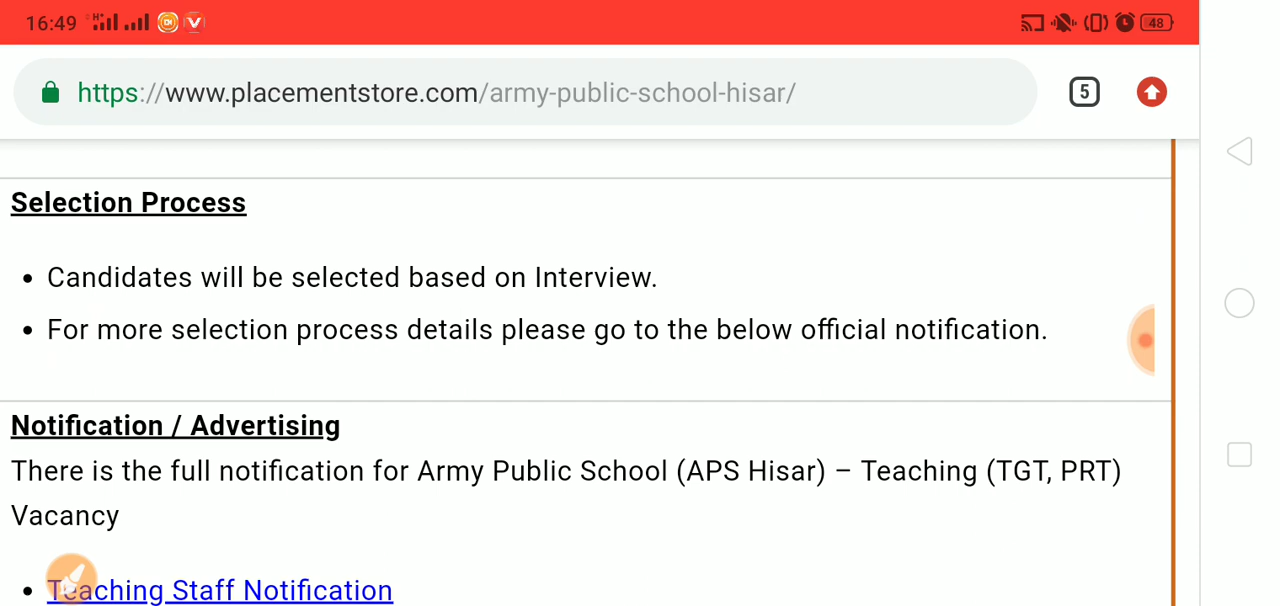 16:49
48
https://www.placementstore.com/army-public-school-hisar/
5
Selection Process
• Candidates will be selected based on Interview.
• For more selection process details please go to the below official notification.
Notification / Advertising
There is the full notification for Army Public School (APS Hisar) – Teaching (TGT, PRT)
Vacancy
• Teaching Staff Notification